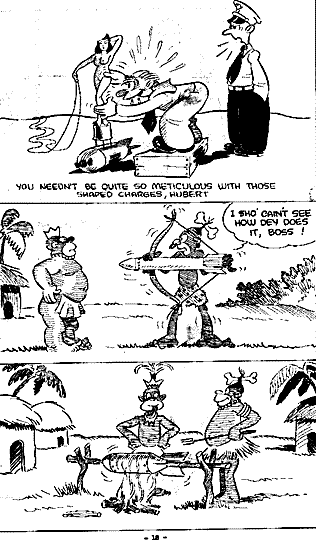 YOU NEEDN'T BE QUITE SO METICULOUS WITH THOSE
SHAPED CHARGES, HUBERT
I SHO' CAIN'T SEE
HOW DEY DOES
IT, BOSS !
- 18 -